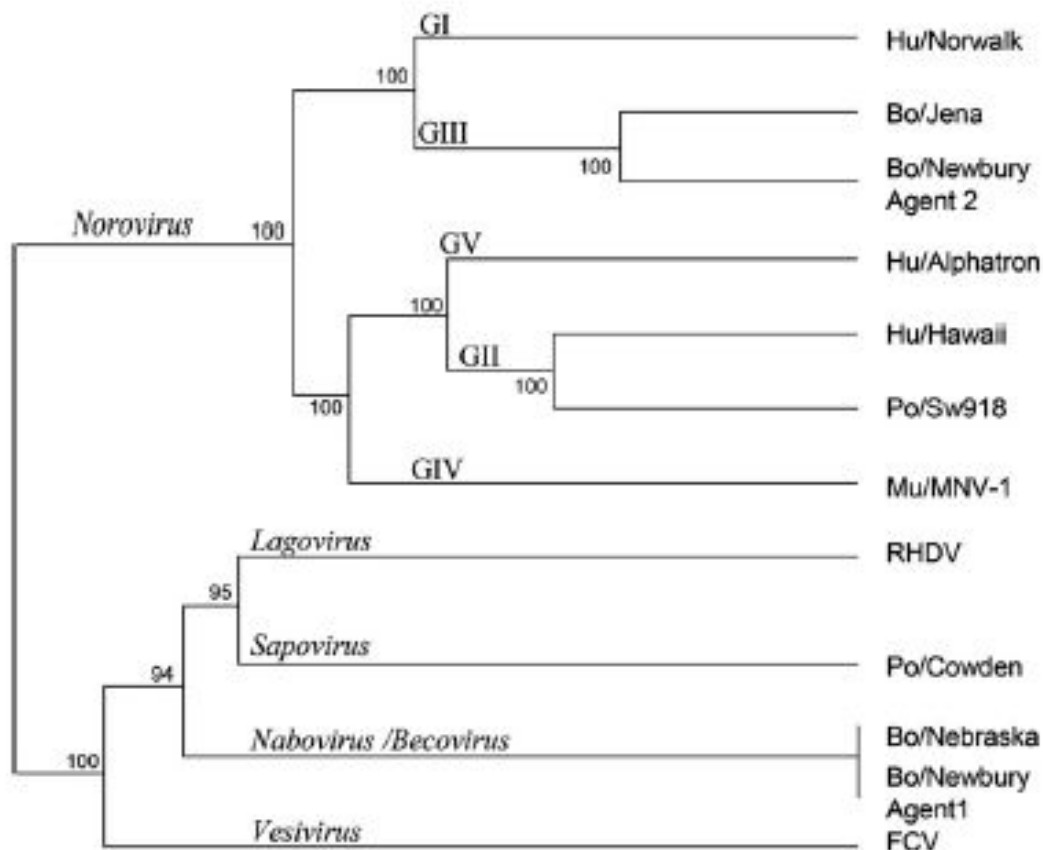 GI
Hu/Norwalk
100
Bo/Jena
GIII
100
Bo/Newbury
Agent 2
Norovirus
100
GV
Hu/Alphatron
100
Hu/Hawaii
GII
100
Po/Sw918
100
GIV
Mu/MNV-1
Lagovirus
RHDV
95
Sapovirus
Po/Cowden
94
Nabovirus /Becovirus
Bo/Nebraska
100
Bo/Newbury
Agent1
Vesivirus
FCV